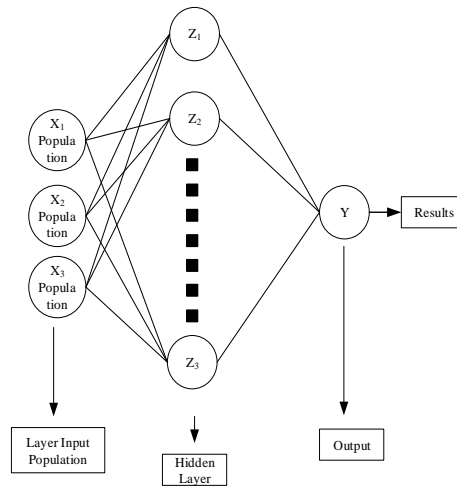 Z1
Z2
X1
Popula
tion
X2
Popula
tion
X3
Popula
tion
Y
Results
Z3
Layer Input
Population
Hidden
Layer
Output